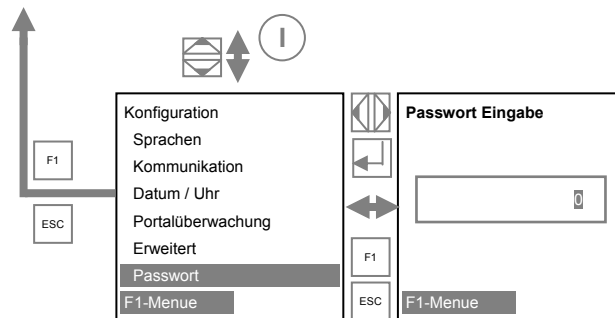 I
F1
ESC
Konfiguration
Sprachen
Kommunikation
Datum / Uhr
Portalüberwachung
Erweitert
Passwort
F1-Menue
F1
ESC
Passwort Eingabe
0
F1-Menue